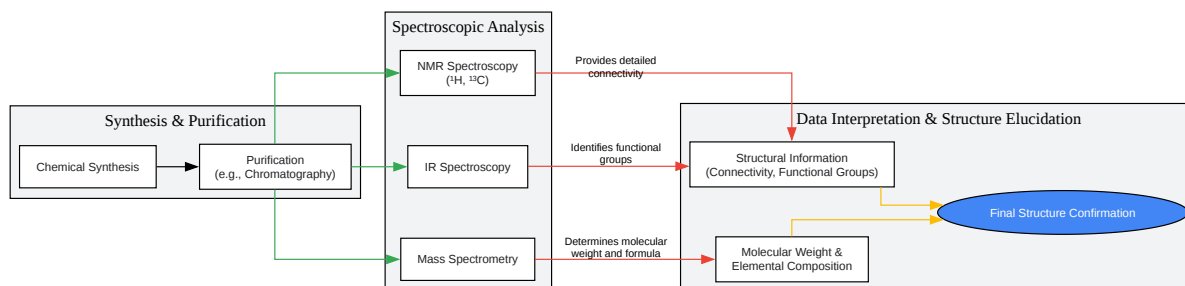 Synthesis & Purification
Chemical Synthesis
Purification
(e.g., Chromatography)
Spectroscopic Analysis
NMR Spectroscopy
(¹H, ¹³C)
IR Spectroscopy
Mass Spectrometry
Provides detailed
connectivity
Identifies functional
groups
Determines molecular
weight and formula
Data Interpretation & Structure Elucidation
Structural Information
(Connectivity, Functional Groups)
Molecular Weight &
Elemental Composition
Final Structure Confirmation